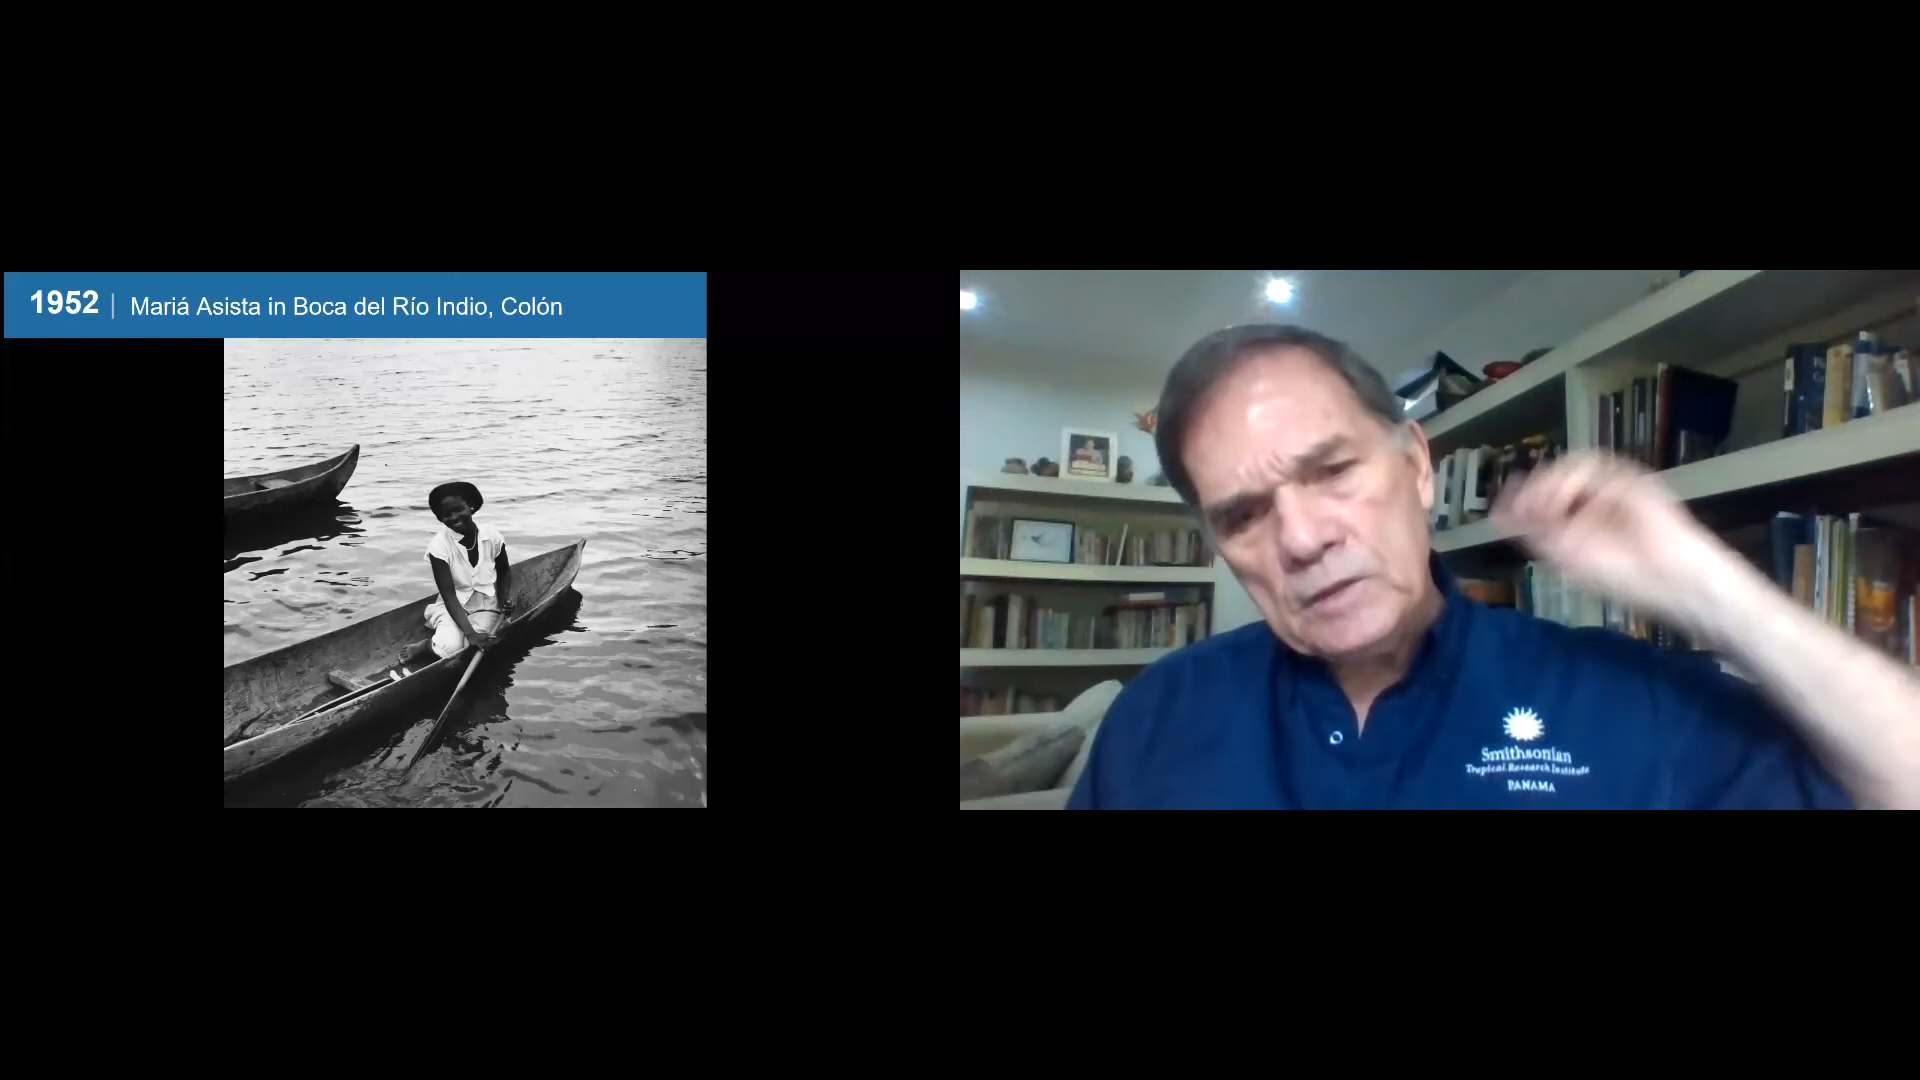 1952 | Mariá Asista in Boca del Río Indio, Colón
Smithsonian
Tropical Research Institute
PANAMA